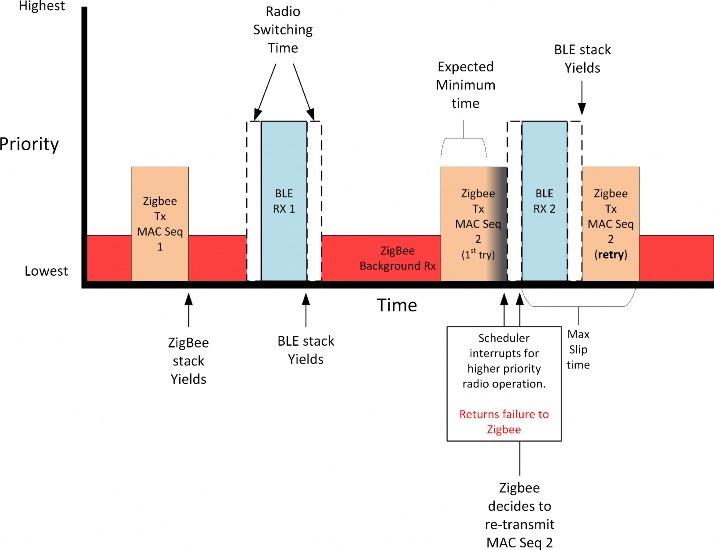 Highest
Radio
Switching
Time
BLE stack
Yields
Expected
Minimum
time
Priority
Zigbee
Tx
MAC Seq
1
BLE
RX 1
Zigbee
Tx
MAC Seq
2
(1st try)
BLE
RX 2
Zigbee
Tx
MAC Seq
2
(retry)
ZigBee
Background Rx
Lowest
Time
ZigBee
stack
Yields
BLE stack
Yields
Scheduler
interrupts for
higher priority
radio operation.
Returns failure to
Zigbee
Max
Slip
time
Zigbee
decides to
re-transmit
MAC Seq 2